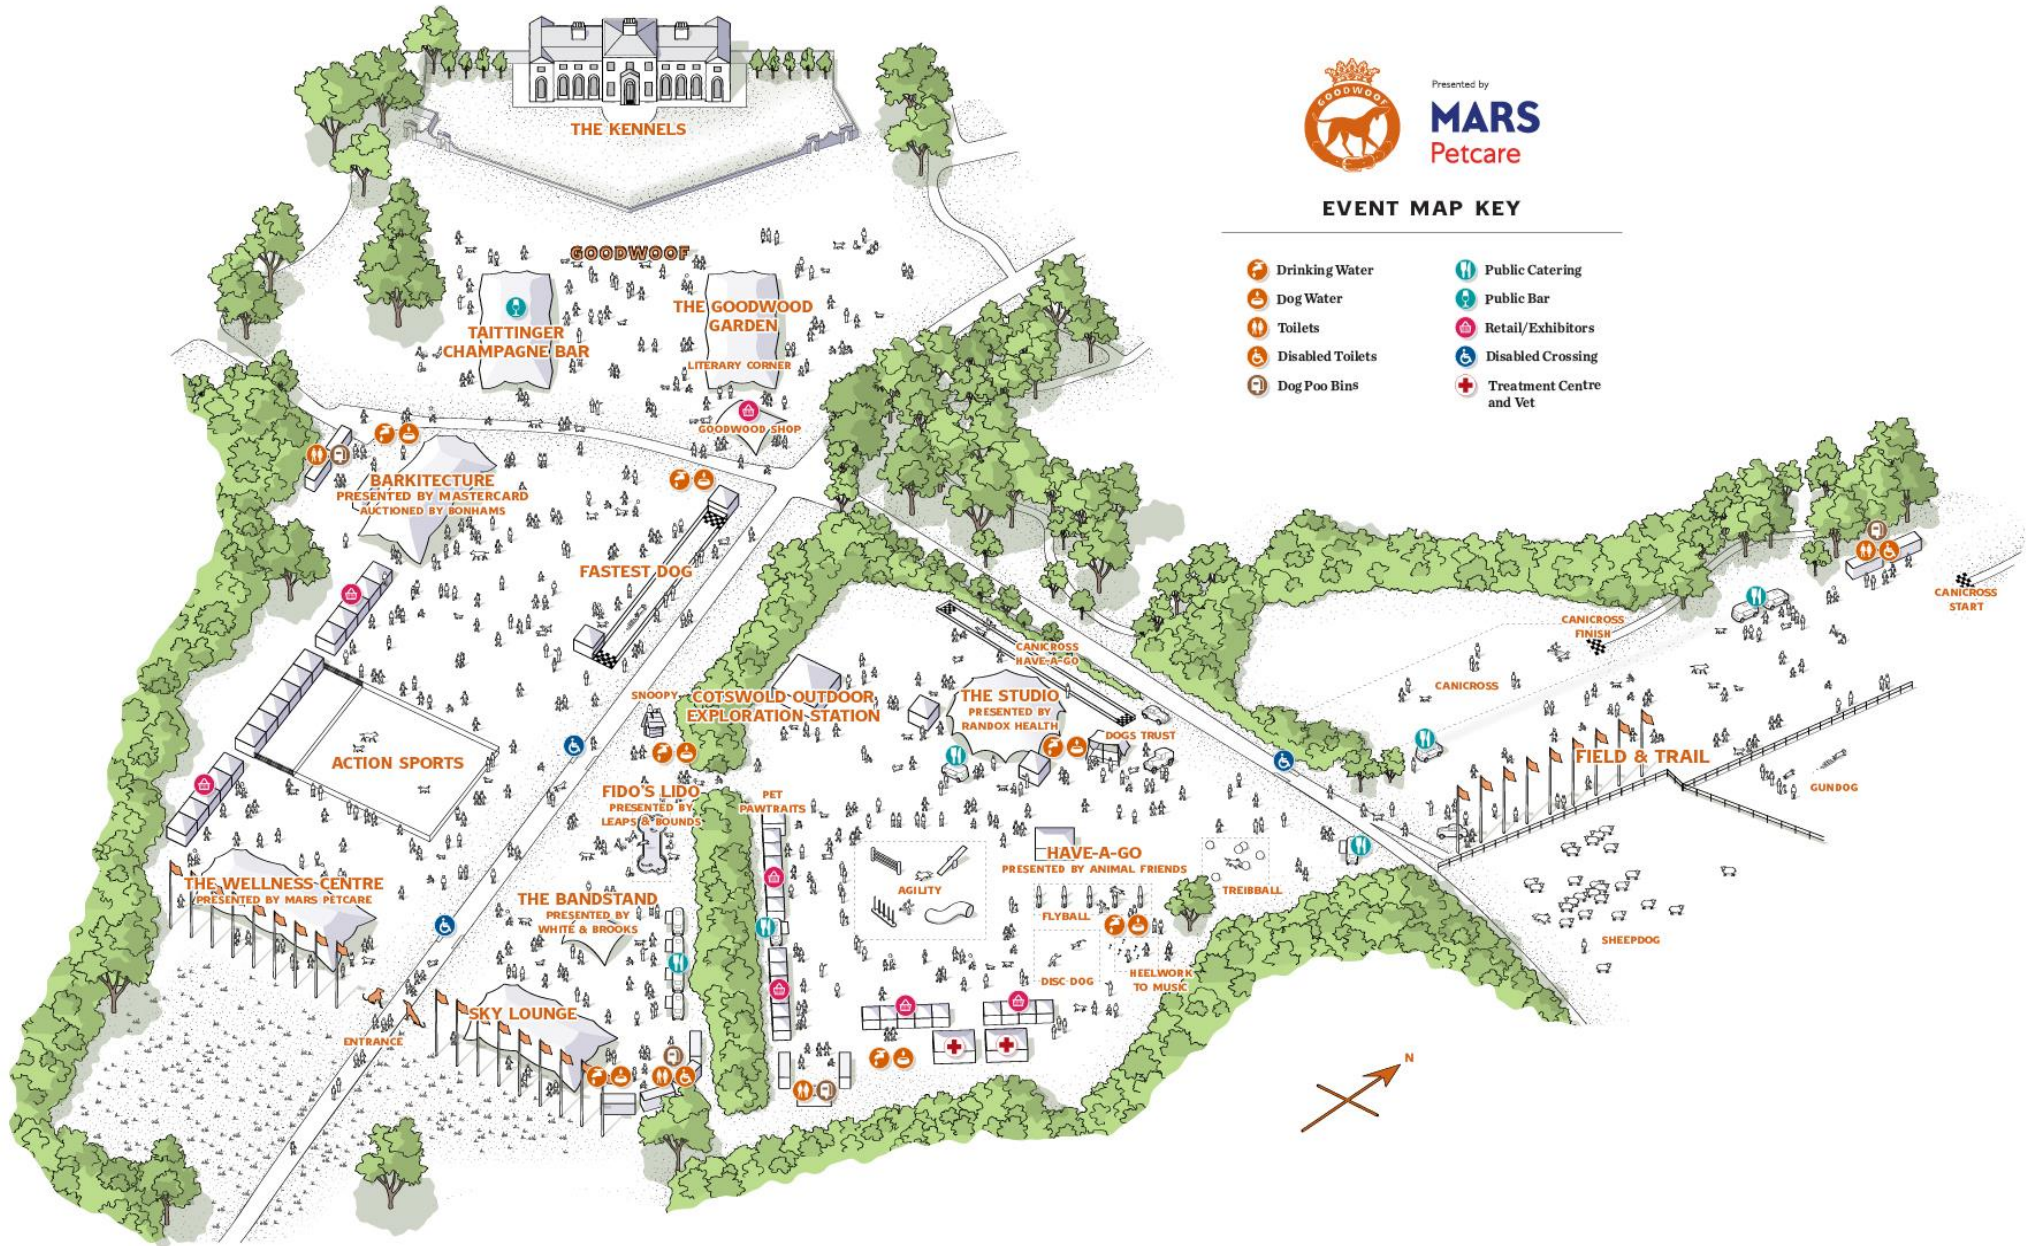 THE KENNELS
GOODWOOF
Presented by
MARS
Petcare
EVENT MAP KEY
Drinking Water
Dog Water
Toilets
Disabled Toilets
Dog Poo Bins
Public Catering
Public Bar
Retail/Exhibitors
Disabled Crossing
Treatment Centre
and Vet
GOODWOOF
TAITTINGER
CHAMPAGNE BAR
THE GOODWOOD
GARDEN
LITERARY CORNER
GOODWOOD SHOP
BARKITECTURE
PRESENTED BY MASTERCARD
AUCTIONED BY BONHAMS
FASTEST DOG
CANICROSS
START
CANICROSS
FINISH
CANICROSS
HAVE-A-GO
CANICROSS
SNOOPY
COTSWOLD OUTDOOR
EXPLORATION STATION
THE STUDIO
PRESENTED BY
RANDOX HEALTH
DOGS TRUST
ACTION SPORTS
FIELD & TRAIL
GUNDOG
FIDO'S LIDO
PRESENTED BY
LEAPS & BOUNDS
PET
PAWTRAITS
HAVE-A-GO
PRESENTED BY ANIMAL FRIENDS
AGILITY
TREIBBALL
FLYBALL
THE WELLNESS CENTRE
PRESENTED BY MARS PETCARE
THE BANDSTAND
PRESENTED BY
WHITE & BROOKS
SHEEPDOG
DISC DOG
HEELWORK
TO MUSIC
SKY LOUNGE
ENTRANCE
N